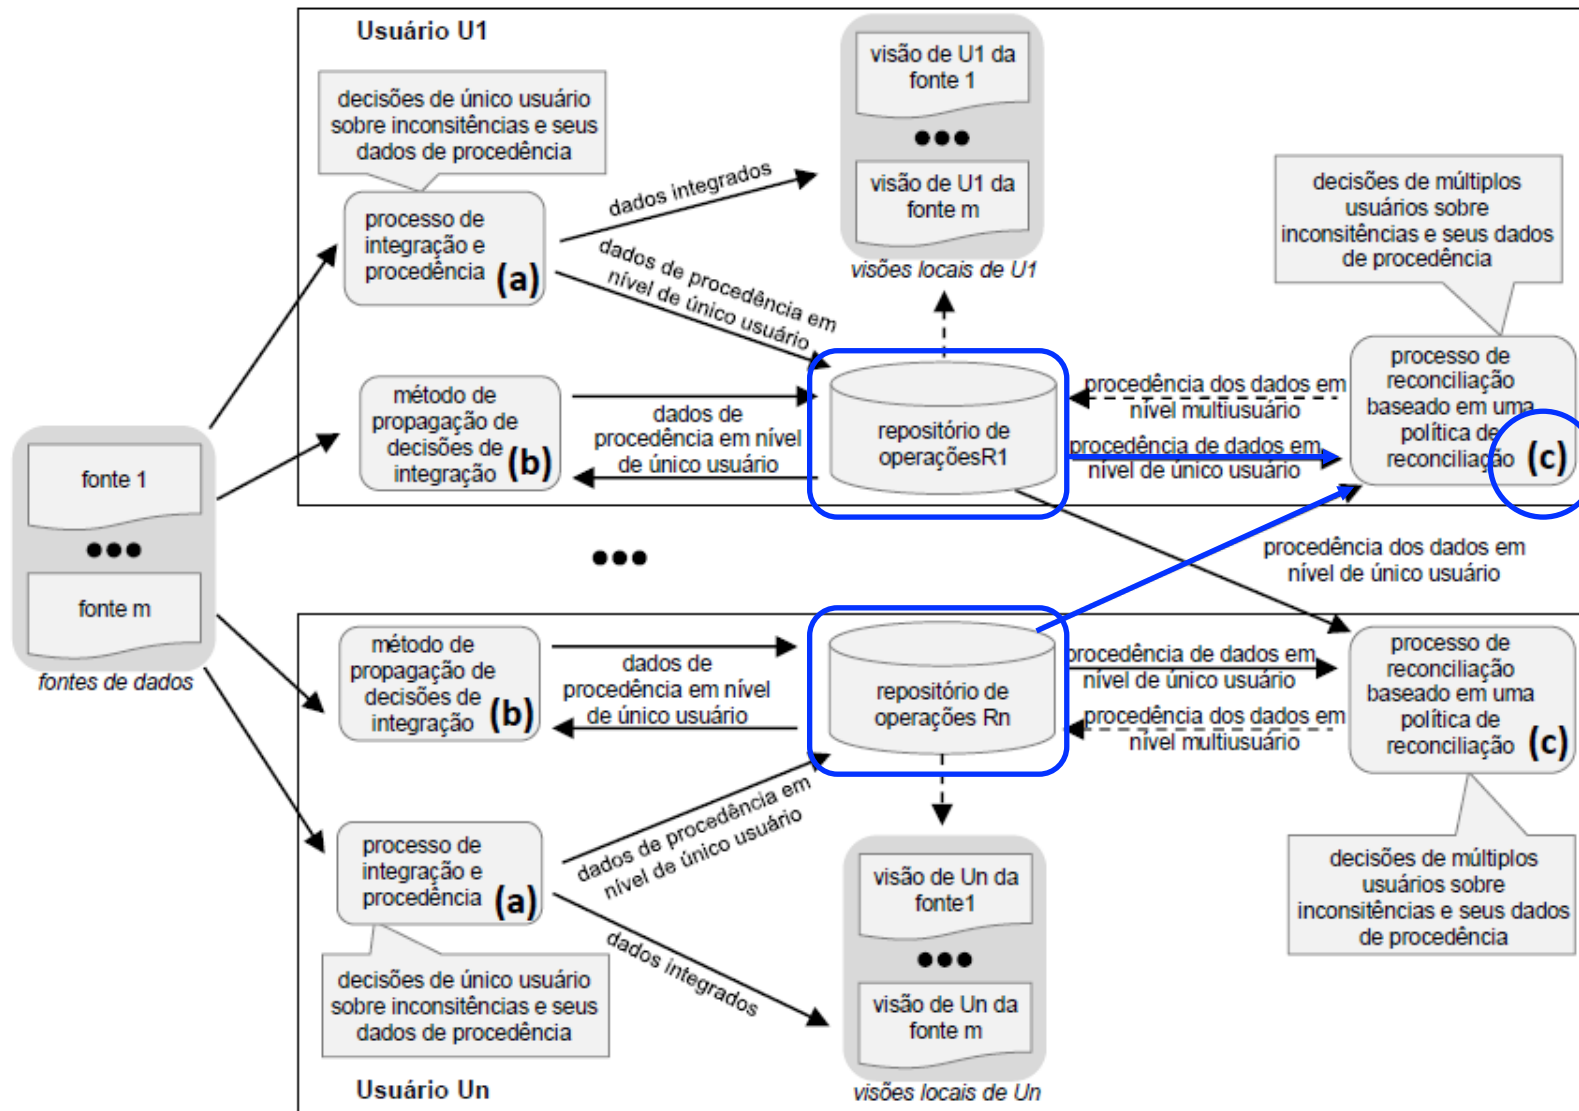 Usuário U1
decisões de único usuário
sobre inconsitências e seus
dados de procedência
processo de
integração e
procedência
(a)
dados integrados
dados de procedência em
nível de único usuário
visão de U1 da
fonte 1
visão de U1 da
fonte m
visões locais de U1
decisões de múltiplos
usuários sobre
inconsitências e seus dados
de procedência
método de
propagação de
decisões de
integração
(b)
dados de
procedência em nível
de único usuário
repositório de
operaçõesR1
procedência dos dados em
nível multiusuário
procedência de dados em
nível de único usuário
processo de
reconciliação
baseado em uma
política de
reconciliação
(c)
fonte 1
fonte m
fontes de dados
procedência dos dados em
nível de único usuário
método de
propagação de
decisões de
integração
(b)
dados de
procedência em nível
de único usuário
repositório de
operações Rn
procedência de dados em
nível de único usuário
procedência dos dados em
nível multiusuário
processo de
reconciliação
baseado em uma
política de
reconciliação
(c)
processo de
integração e
procedência
(a)
dados de procedência em
nível de único usuário
dados integrados
decisões de único usuário
sobre inconsitências e seus
dados de procedência
visão de Un da
fonte1
visão de Un da
fonte m
visões locais de Un
decisões de múltiplos
usuários sobre
inconsitências e seus dados
de procedência
Usuário Un